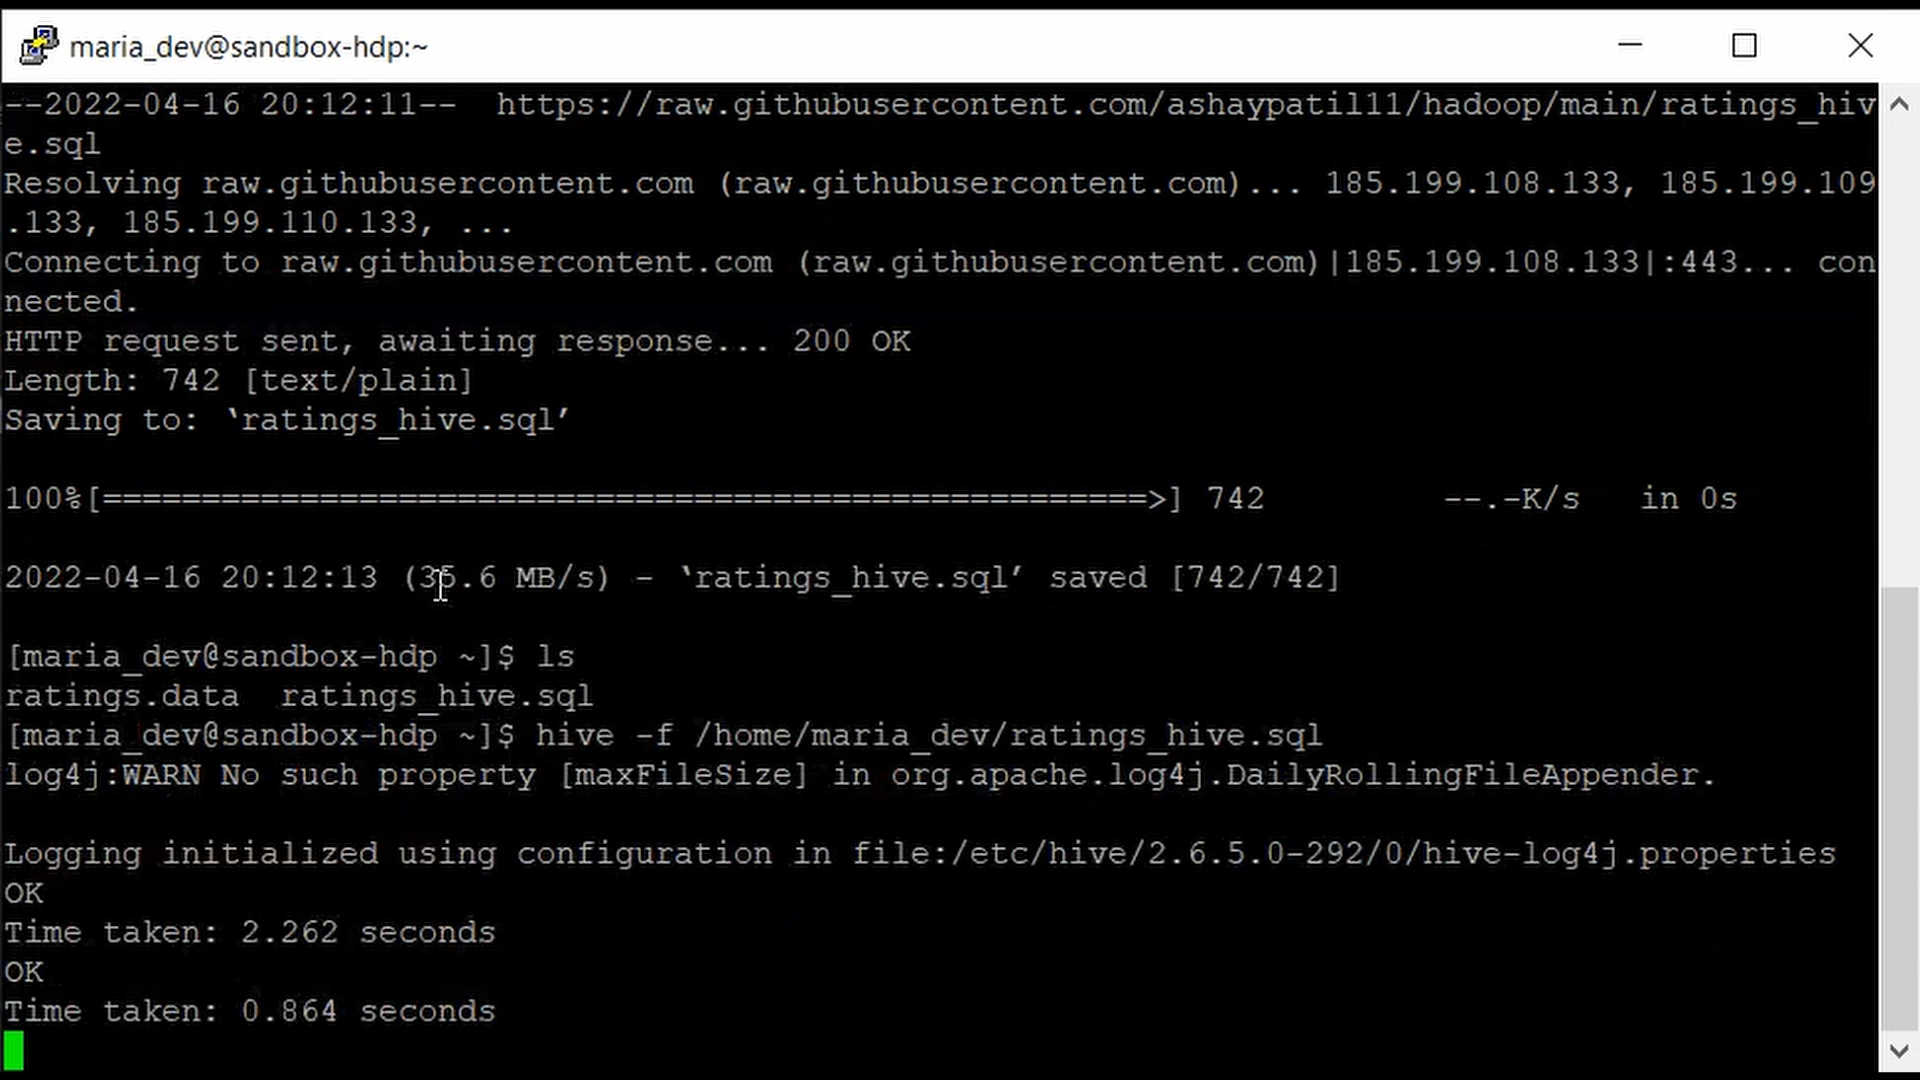 maria_dev@sandbox-hdp:~
--2022-04-16 20:12:11--  https://raw.githubusercontent.com/ashaypatil11/hadoop/main/ratings_hiv
e.sql
Resolving raw.githubusercontent.com (raw.githubusercontent.com)... 185.199.108.133, 185.199.109
.133, 185.199.110.133, ...
Connecting to raw.githubusercontent.com (raw.githubusercontent.com)|185.199.108.133|:443... con
nected.
HTTP request sent, awaiting response... 200 OK
Length: 742 [text/plain]
Saving to: ‘ratings_hive.sql’
100%[=====================================================>] 742         --.-K/s   in 0s
2022-04-16 20:12:13 (35.6 MB/s) - ‘ratings_hive.sql’ saved [742/742]
[maria_dev@sandbox-hdp ~]$ ls
ratings.data  ratings_hive.sql
[maria_dev@sandbox-hdp ~]$ hive -f /home/maria_dev/ratings_hive.sql
log4j:WARN No such property [maxFileSize] in org.apache.log4j.DailyRollingFileAppender.
Logging initialized using configuration in file:/etc/hive/2.6.5.0-292/0/hive-log4j.properties
OK
Time taken: 2.262 seconds
OK
Time taken: 0.864 seconds